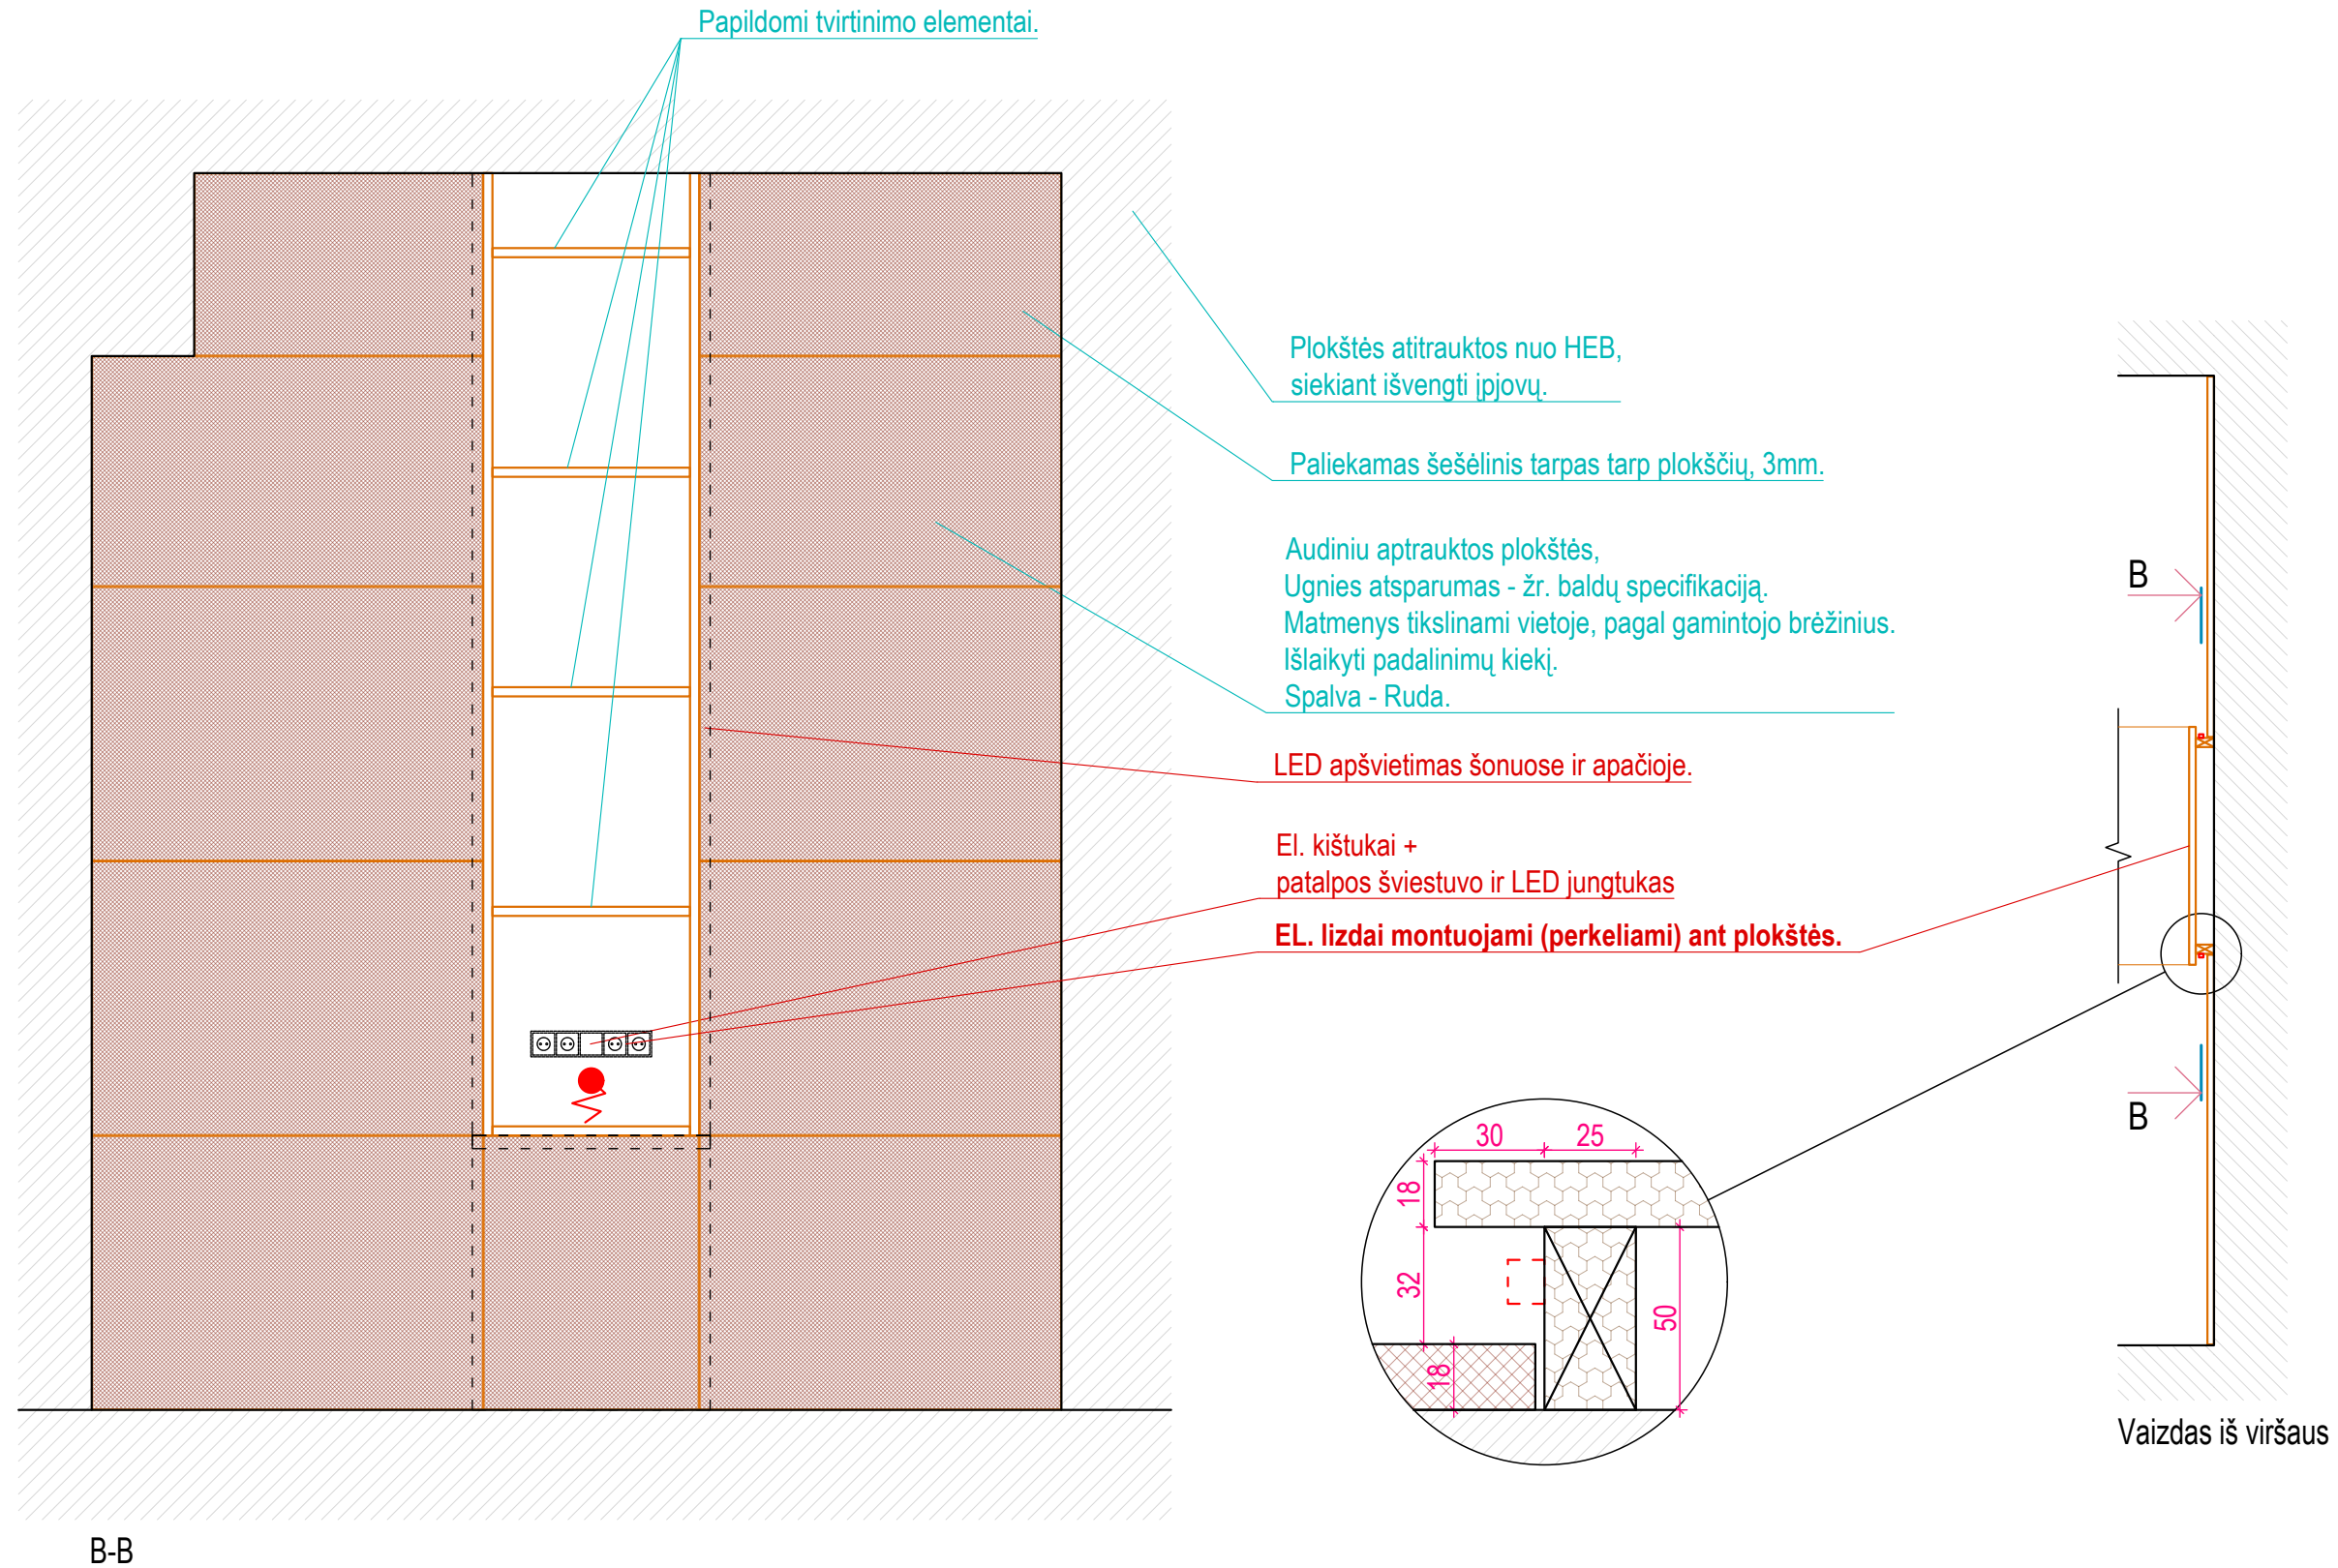 Papildomi tvirtinimo elementai.
Plokštės atitrauktos nuo HEB,
siekiant išvengti įpjovų.
Paliekamas šešėlinis tarpas tarp plokščių, 3mm.
Audiniu aptrauktos plokštės,
Ugnies atsparumas - žr. baldų specifikaciją.
Matmenys tikslinami vietoje, pagal gamintojo brėžinius.
Išlaikyti padalinimų kiekį.
Spalva - Ruda.
LED apšvietimas šonuose ir apačioje.
El. kištukai +
patalpos šviestuvo ir LED jungtukas
EL. lizdai montuojami (perkeliami) ant plokštės.
B
B
30
25
18
32
50
18
Vaizdas iš viršaus
B-B